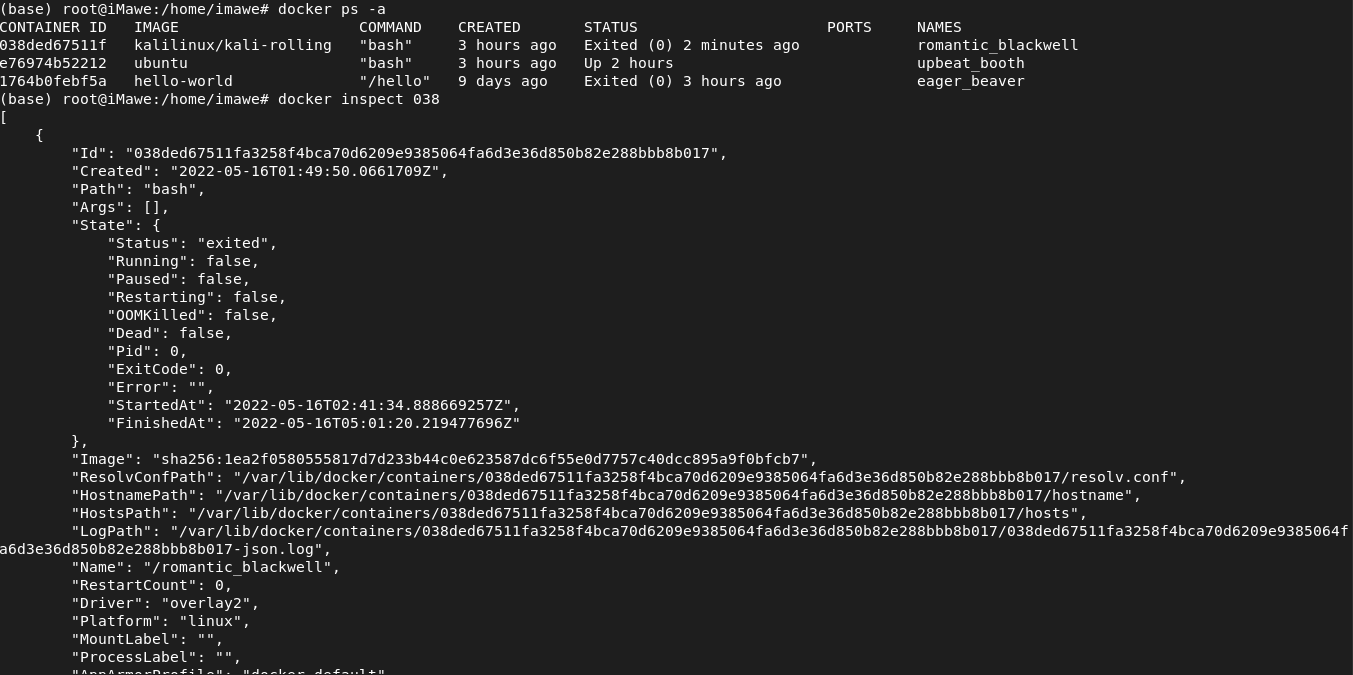 (base) root@iMawe:/home/imawe# docker ps -a
CONTAINER ID   IMAGE                    COMMAND    CREATED       STATUS                     PORTS     NAMES
038ded67511f   kalilinux/kali-rolling   "bash"     3 hours ago   Exited (0) 2 minutes ago             romantic_blackwell
e76974b52212   ubuntu                   "bash"     3 hours ago   Up 2 hours                           upbeat_booth
1764b0febf5a   hello-world              "/hello"   9 days ago    Exited (0) 3 hours ago               eager_beaver
(base) root@iMawe:/home/imawe# docker inspect 038
[
    {
        "Id": "038ded67511fa3258f4bca70d6209e9385064fa6d3e36d850b82e288bbb8b017",
        "Created": "2022-05-16T01:49:50.0661709Z",
        "Path": "bash",
        "Args": [],
        "State": {
            "Status": "exited",
            "Running": false,
            "Paused": false,
            "Restarting": false,
            "OOMKilled": false,
            "Dead": false,
            "Pid": 0,
            "ExitCode": 0,
            "Error": "",
            "StartedAt": "2022-05-16T02:41:34.888669257Z",
            "FinishedAt": "2022-05-16T05:01:20.219477696Z"
        },
        "Image": "sha256:1ea2f0580555817d7d233b44c0e623587dc6f55e0d7757c40dcc895a9f0bfcb7",
        "ResolvConfPath": "/var/lib/docker/containers/038ded67511fa3258f4bca70d6209e9385064fa6d3e36d850b82e288bbb8b017/resolv.conf",
        "HostnamePath": "/var/lib/docker/containers/038ded67511fa3258f4bca70d6209e9385064fa6d3e36d850b82e288bbb8b017/hostname",
        "HostsPath": "/var/lib/docker/containers/038ded67511fa3258f4bca70d6209e9385064fa6d3e36d850b82e288bbb8b017/hosts",
        "LogPath": "/var/lib/docker/containers/038ded67511fa3258f4bca70d6209e9385064fa6d3e36d850b82e288bbb8b017/038ded67511fa3258f4bca70d6209e9385064f
a6d3e36d850b82e288bbb8b017-json.log",
        "Name": "/romantic_blackwell",
        "RestartCount": 0,
        "Driver": "overlay2",
        "Platform": "linux",
        "MountLabel": "",
        "ProcessLabel": "",
        "AppArmorProfile": "docker-default"